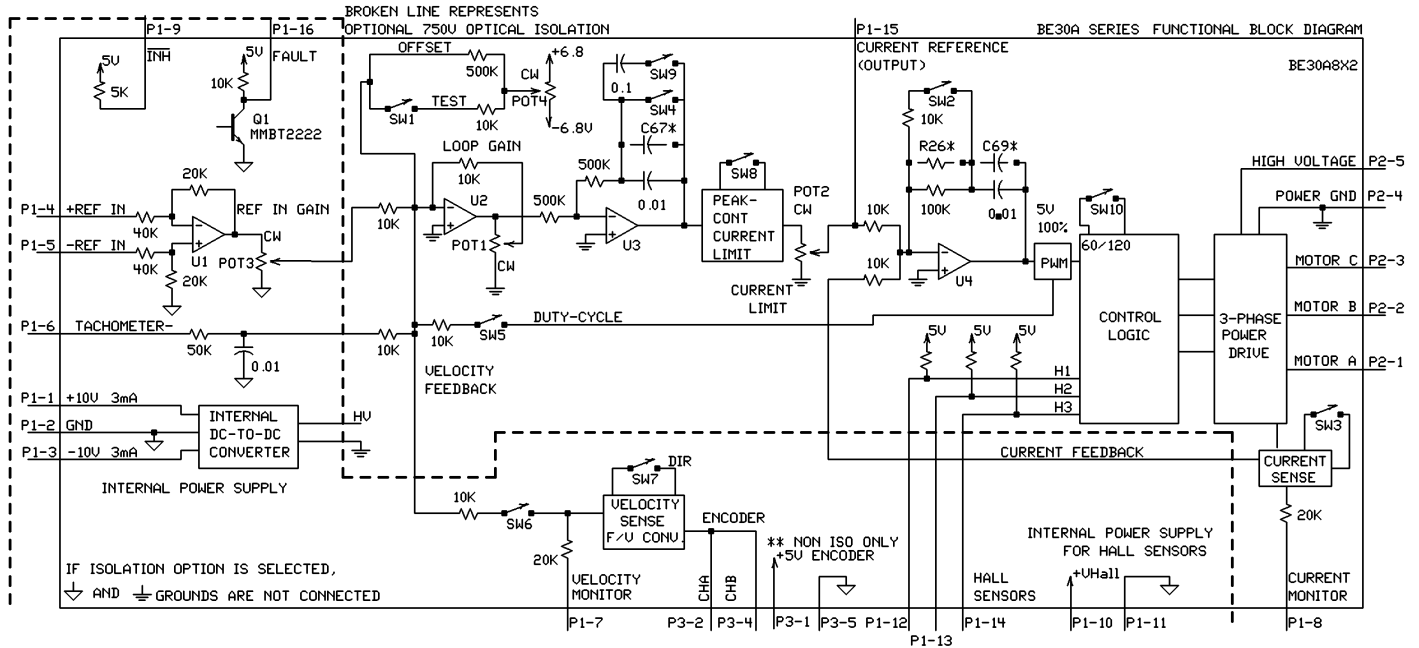 BROKEN LINE REPRESENTS
OPTIONAL 750V OPTICAL ISOLATION
P1-9
P1-16
P1-15
BE30A SERIES FUNCTIONAL BLOCK DIAGRAM
INH
FAULT
OFFSET
+6.8
CURRENT REFERENCE
(OUTPUT)
BE30A8X2
5V
5K
5V
10K
500K
CW
POT4
SW9
0.1
SW2
10K
Q1
MMBT2222
SW1
TEST
10K
-6.8V
SW4
C67*
R26*
C69*
LOOP GAIN
10K
500K
0.01
SW8
HIGH VOLTAGE
P2-5
20K
P1-4
+REF IN
40K
REF IN GAIN
CW
P1-5
-REF IN
40K
U1
POT3
20K
10K
U2
POT1
CW
500K
U3
PEAK-
CONT
CURRENT
LIMIT
POT2
CW
CURRENT
LIMIT
10K
10K
100K
0.01
U4
5V
100%
PWM
SW10
60/120
POWER GND
P2-4
MOTOR C
P2-3
MOTOR B
P2-2
MOTOR A
P2-1
CONTROL
LOGIC
3-PHASE
POWER
DRIVE
P1-6
TACHOMETER-
50K
0.01
10K
10K
SW5
DUTY-CYCLE
5V
5V
5V
H1
H2
H3
VELOCITY
FEEDBACK
P1-1
+10V 3mA
P1-2
GND
P1-3
-10V 3mA
INTERNAL
DC-TO-DC
CONVERTER
HV
INTERNAL POWER SUPPLY
SW3
CURRENT FEEDBACK
CURRENT
SENSE
20K
10K
SW6
SW7
DIR
VELOCITY
SENSE
F/V CONV.
ENCODER
20K
VELOCITY
MONITOR
CHA
CHB
** NON ISO ONLY
+5V ENCODER
INTERNAL POWER SUPPLY
FOR HALL SENSORS
+VHall
HALL
SENSORS
CURRENT
MONITOR
IF ISOLATION OPTION IS SELECTED,
AND
GROUNDS ARE NOT CONNECTED
P1-7
P3-2
P3-4
P3-1
P3-5
P1-12
P1-13
P1-14
P1-10
P1-11
P1-8